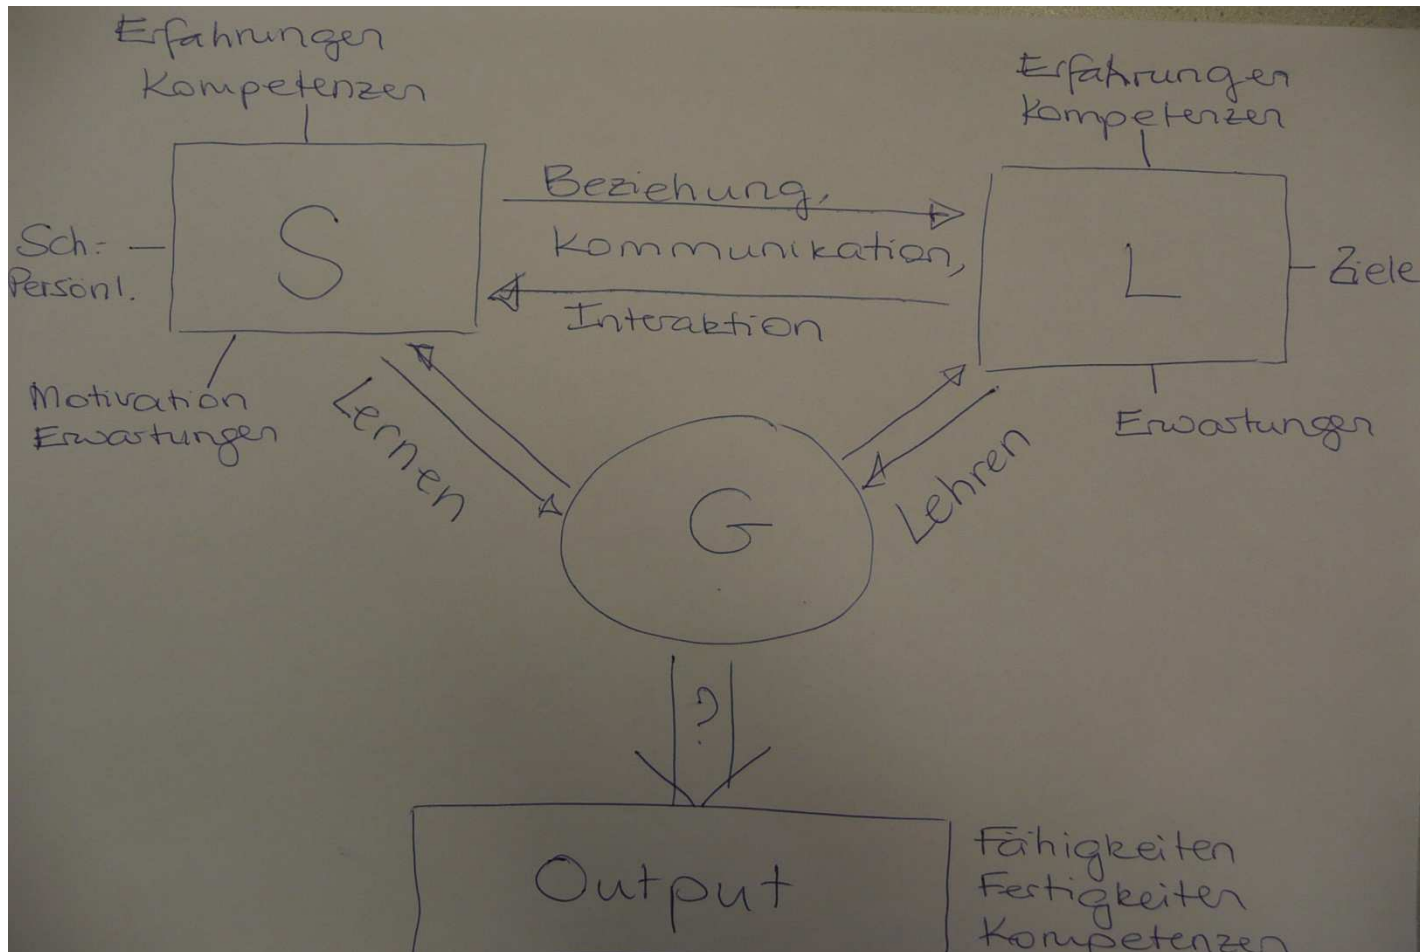 Erfahrungen
Kompetenzen
Erfahrungen
Kompetenzen
S
Beziehung,
Kommunikation,
Interaktion
L
Sch.-
Persönl.
Ziele
Motivation
Erwartungen
Lernen
Lehren
Erwartungen
G
?
Output
Fähigkeiten
Fertigkeiten
Kompetenzen